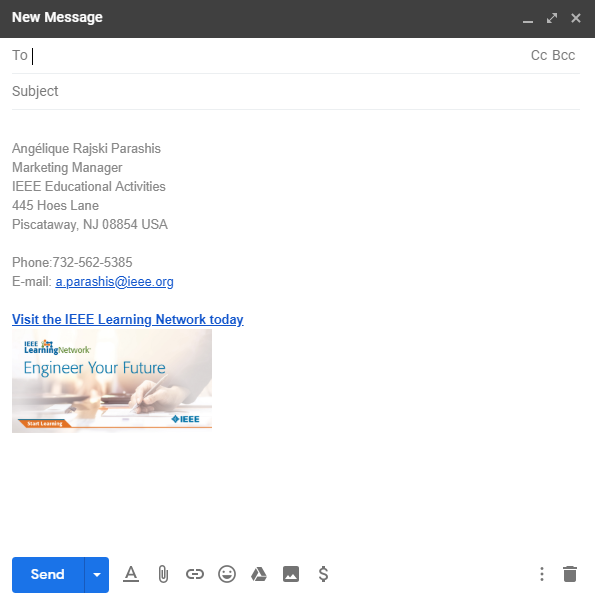 New Message
To
Cc Bcc
Subject
Angélique Rajski Parashis
Marketing Manager
IEEE Educational Activities
445 Hoes Lane
Piscataway, NJ 08854 USA
Phone:732-562-5385
E-mail: a.parashis@ieee.org
Visit the IEEE Learning Network today
IEEE
LearningNetwork
Engineer Your Future
Start Learning
IEEE
Send